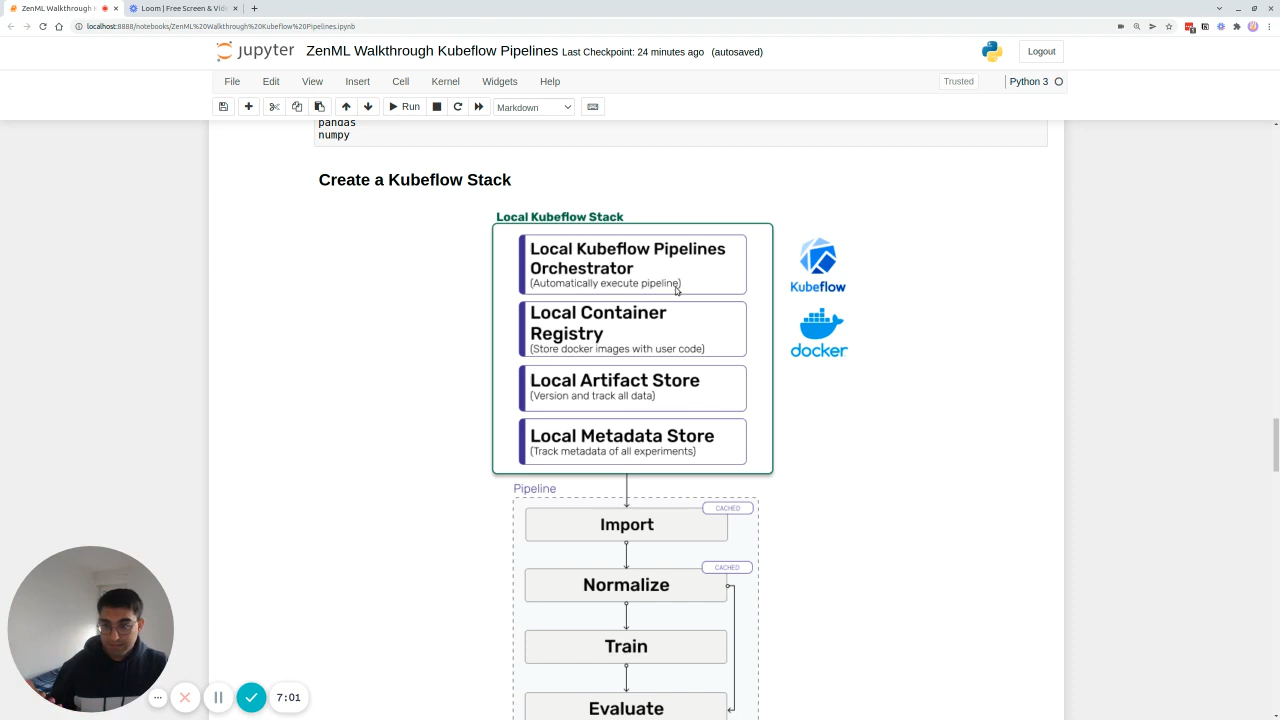 ZenML Walkthrough K
Loom | Free Screen & Vide
localhost:8888/notebooks/ZenML%20Walkthrough%20Kubeflow%20Pipelines.ipynb
jupyter ZenML Walkthrough Kubeflow Pipelines Last Checkpoint: 24 minutes ago (autosaved)
Logout
File Edit View Insert Cell Kernel Widgets Help
Trusted Python 3
Run Markdown
pandas
numpy
Create a Kubeflow Stack
Local Kubeflow Stack
Local Kubeflow Pipelines
Orchestrator
(Automatically execute pipeline)
Kubeflow
Local Container
Registry
(Store docker images with user code)
docker
Local Artifact Store
(Version and track all data)
Local Metadata Store
(Track metadata of all experiments)
Pipeline
CACHED
Import
CACHED
Normalize
Train
Evaluate
7:01